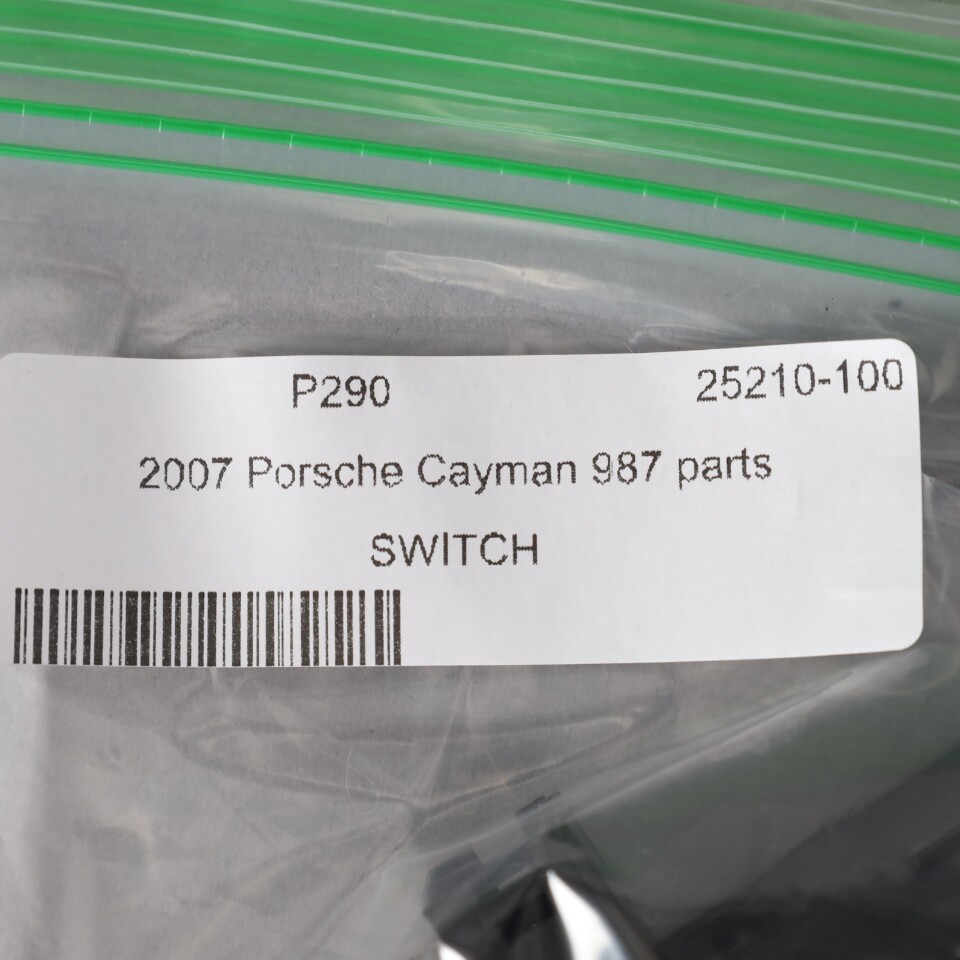 P290 25210-100
2007 Porsche Cayman 987 parts
SWITCH